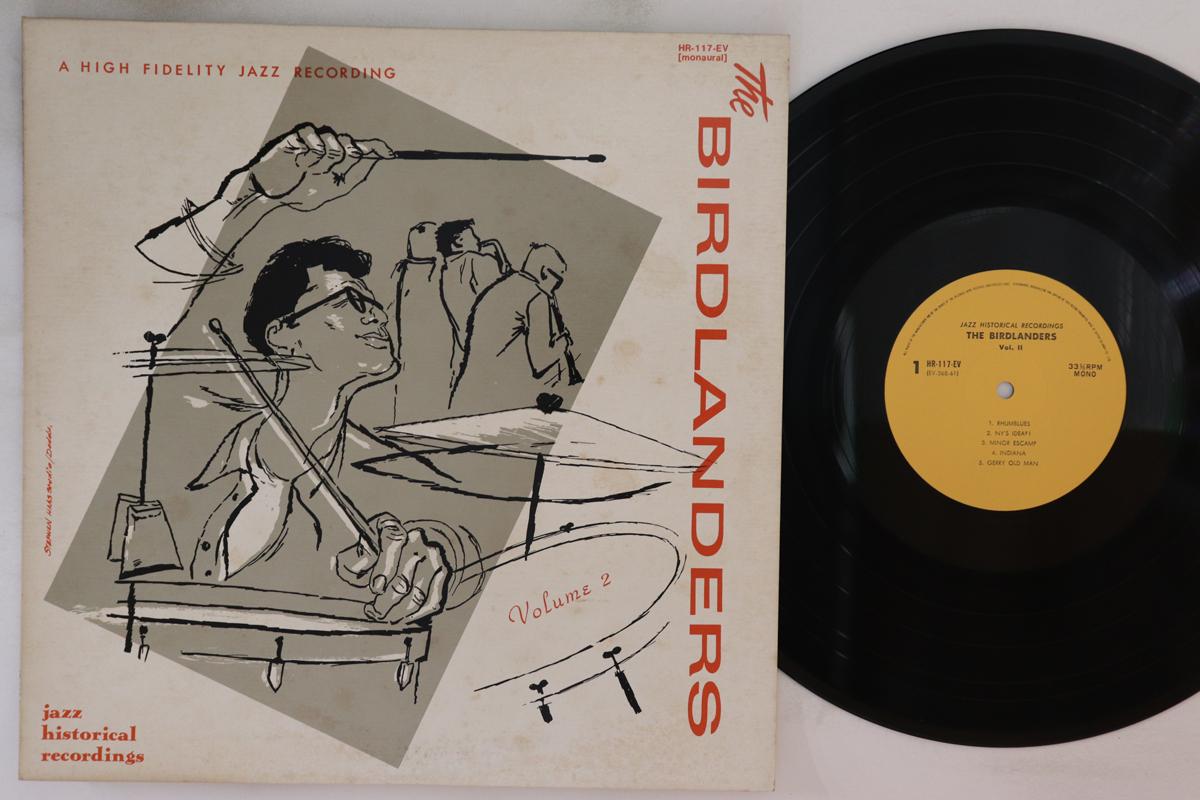 A HIGH FIDELITY JAZZ RECORDING
HR-117-EV
[monaural]
The
BIRDLANDERS
Volume 2
jazz
historical
recordings
JAZZ HISTORICAL RECORDINGS
THE BIRDLANDERS
Vol. II
1 HR-117-EV
33⅓RPM
MONO
1. RHUMBLUES
2. NY'S IDEAF1
3. MINOR ESCAMP
4. INDIANA
5. GERRY OLD MAN